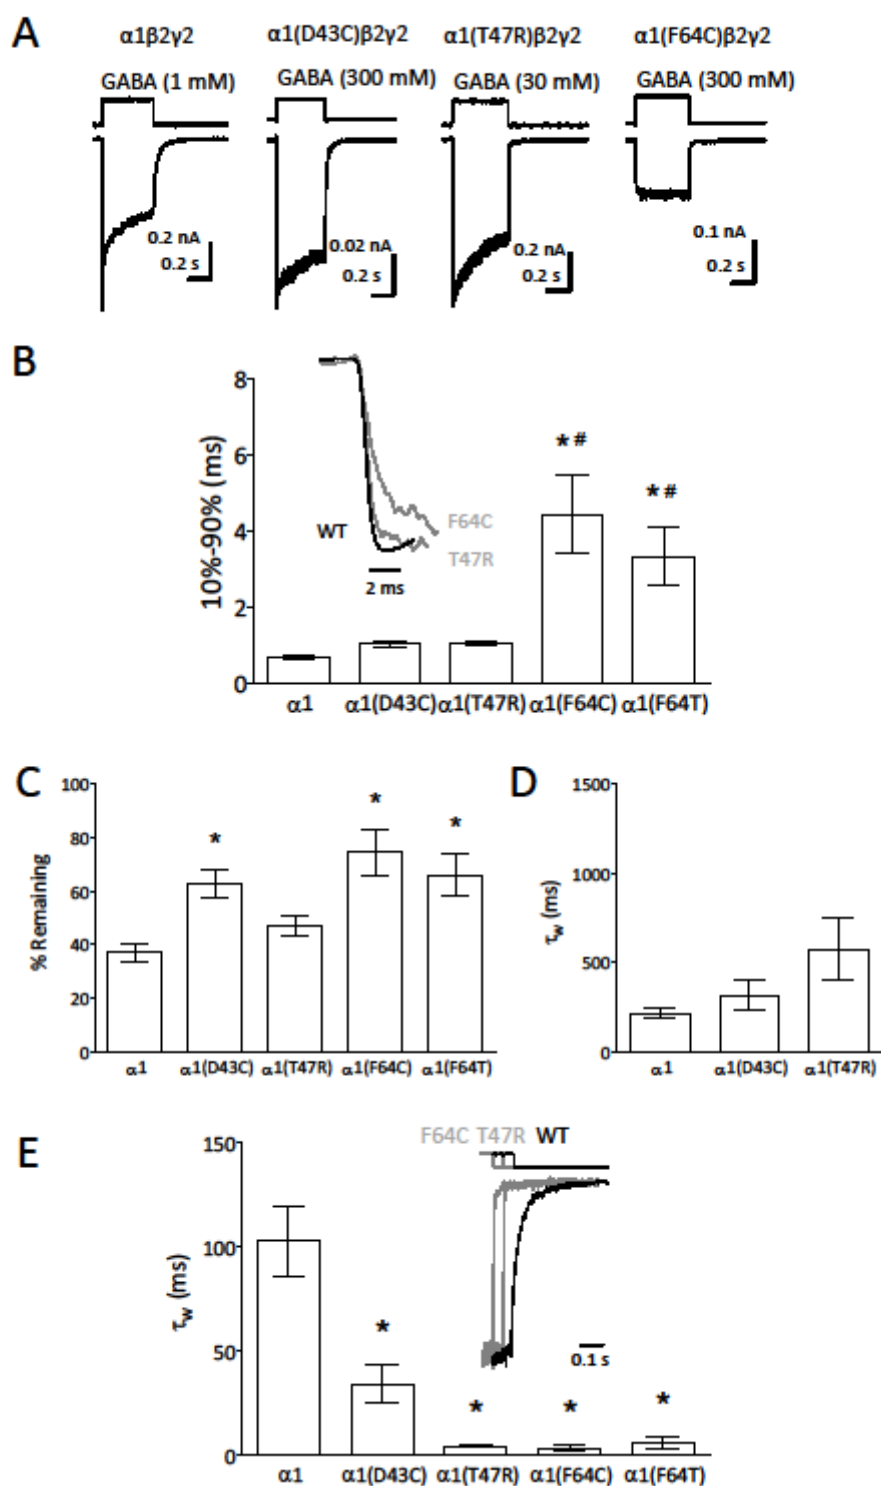 A
α1β2γ2 α1(D43C)β2γ2 α1(T47R)β2γ2 α1(F64C)β2γ2
GABA (1 mM) GABA (300 mM) GABA (30 mM) GABA (300 mM)
0.2 nA 0.02 nA 0.2 nA 0.1 nA
0.2 s 0.2 s 0.2 s 0.2 s
B
10%-90% (ms)
8
6
4
2
0
* #
* #
WT
F64C
T47R
2 ms
α1 α1(D43C) α1(T47R) α1(F64C) α1(F64T)
C
% Remaining
100
80
60
40
20
0
* * *
α1 α1(D43C) α1(T47R) α1(F64C) α1(F64T)
D
τw (ms)
1500
1000
500
0
α1 α1(D43C) α1(T47R)
E
τw (ms)
150
100
50
0
F64C T47R WT
0.1 s
* * * *
α1 α1(D43C) α1(T47R) α1(F64C) α1(F64T)